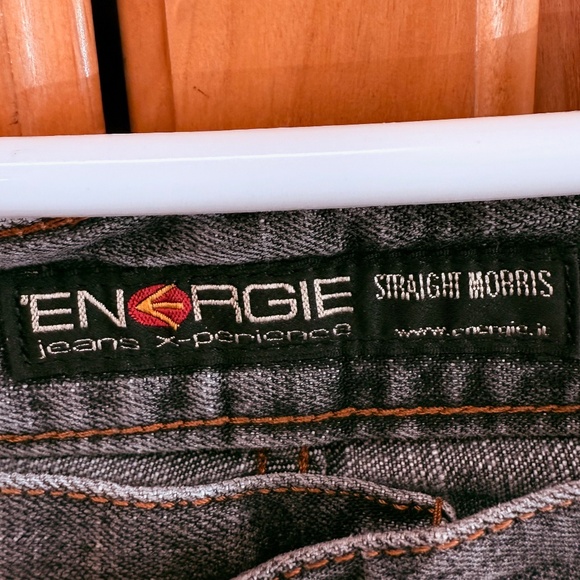 'ENERGIE
jeans x-perience
STRAIGHT MORRIS
www.energie.it